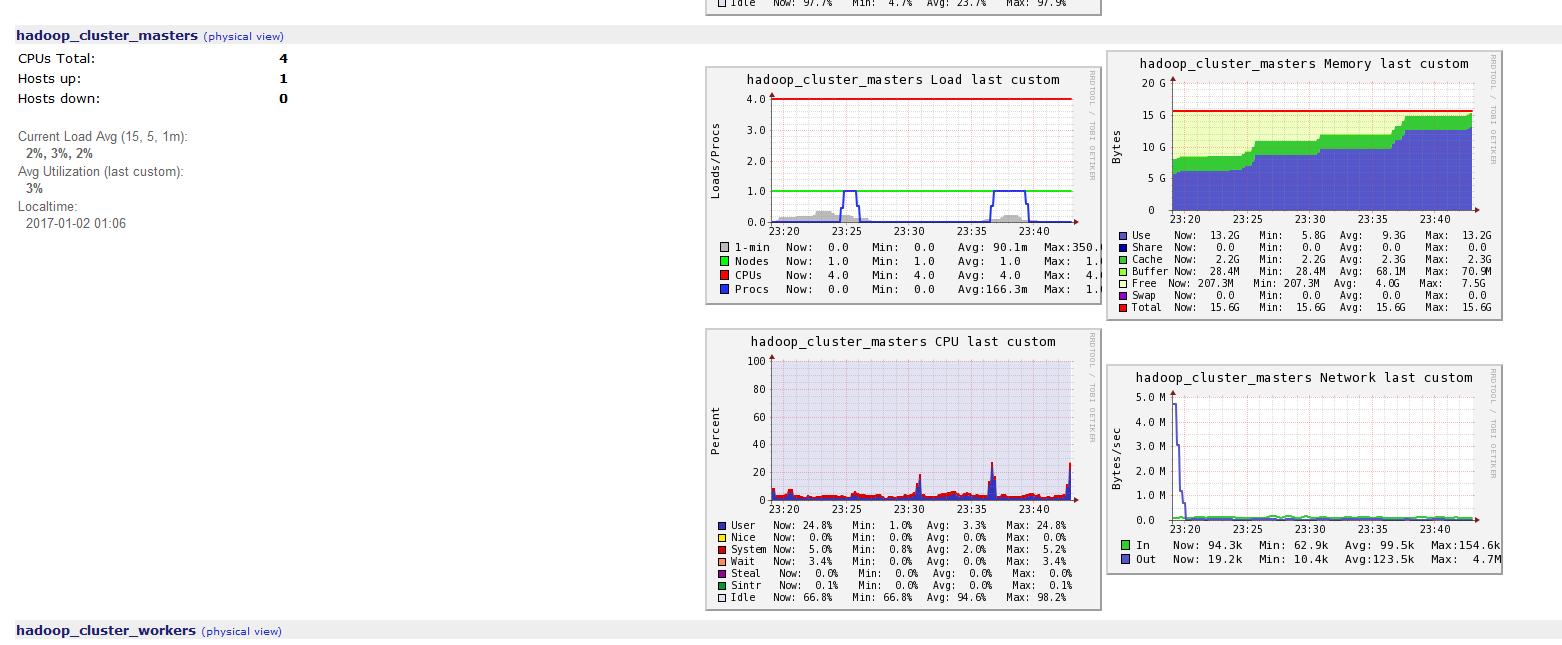 Idle Now: 97.7% Min: 4.7% Avg: 23.7% Max: 97.9%
hadoop_cluster_masters (physical view)
CPUs Total: 4
Hosts up: 1
Hosts down: 0
Current Load Avg (15, 5, 1m):
2%, 3%, 2%
Avg Utilization (last custom):
3%
Localtime:
2017-01-02 01:06
hadoop_cluster_masters Load last custom
RRDTOOL / TOBI OETIKER
Loads/Procs
4.0
3.0
2.0
1.0
0.0
23:20 23:25 23:30 23:35 23:40
1-min Now: 0.0 Min: 0.0 Avg: 90.1m Max:350.0
Nodes Now: 1.0 Min: 1.0 Avg: 1.0 Max: 1.
CPUs Now: 4.0 Min: 4.0 Avg: 4.0 Max: 4.
Procs Now: 0.0 Min: 0.0 Avg:166.3m Max: 1.
hadoop_cluster_masters Memory last custom
RRDTOOL / TOBI OETIKER
Bytes
20 G
15 G
10 G
5 G
0
23:20 23:25 23:30 23:35 23:40
Use Now: 13.2G Min: 5.8G Avg: 9.3G Max: 13.2G
Share Now: 0.0 Min: 0.0 Avg: 0.0 Max: 0.0
Cache Now: 2.2G Min: 2.2G Avg: 2.3G Max: 2.3G
Buffer Now: 28.4M Min: 28.4M Avg: 68.1M Max: 70.9M
Free Now: 207.3M Min: 207.3M Avg: 4.0G Max: 7.5G
Swap Now: 0.0 Min: 0.0 Avg: 0.0 Max: 0.0
Total Now: 15.6G Min: 15.6G Avg: 15.6G Max: 15.6G
hadoop_cluster_masters CPU last custom
RRDTOOL / TOBI OETIKER
Percent
100
80
60
40
20
0
23:20 23:25 23:30 23:35 23:40
User Now: 24.8% Min: 1.0% Avg: 3.3% Max: 24.8%
Nice Now: 0.0% Min: 0.0% Avg: 0.0% Max: 0.0%
System Now: 5.0% Min: 0.8% Avg: 2.0% Max: 5.2%
Wait Now: 3.4% Min: 0.0% Avg: 0.0% Max: 3.4%
Steal Now: 0.0% Min: 0.0% Avg: 0.0% Max: 0.0%
Sintr Now: 0.1% Min: 0.0% Avg: 0.0% Max: 0.1%
Idle Now: 66.8% Min: 66.8% Avg: 94.6% Max: 98.2%
hadoop_cluster_masters Network last custom
RRDTOOL / TOBI OETIKER
Bytes/sec
5.0 M
4.0 M
3.0 M
2.0 M
1.0 M
0.0
23:20 23:25 23:30 23:35 23:40
In Now: 94.3k Min: 62.9k Avg: 99.5k Max:154.6k
Out Now: 19.2k Min: 10.4k Avg:123.5k Max: 4.7M
hadoop_cluster_workers (physical view)